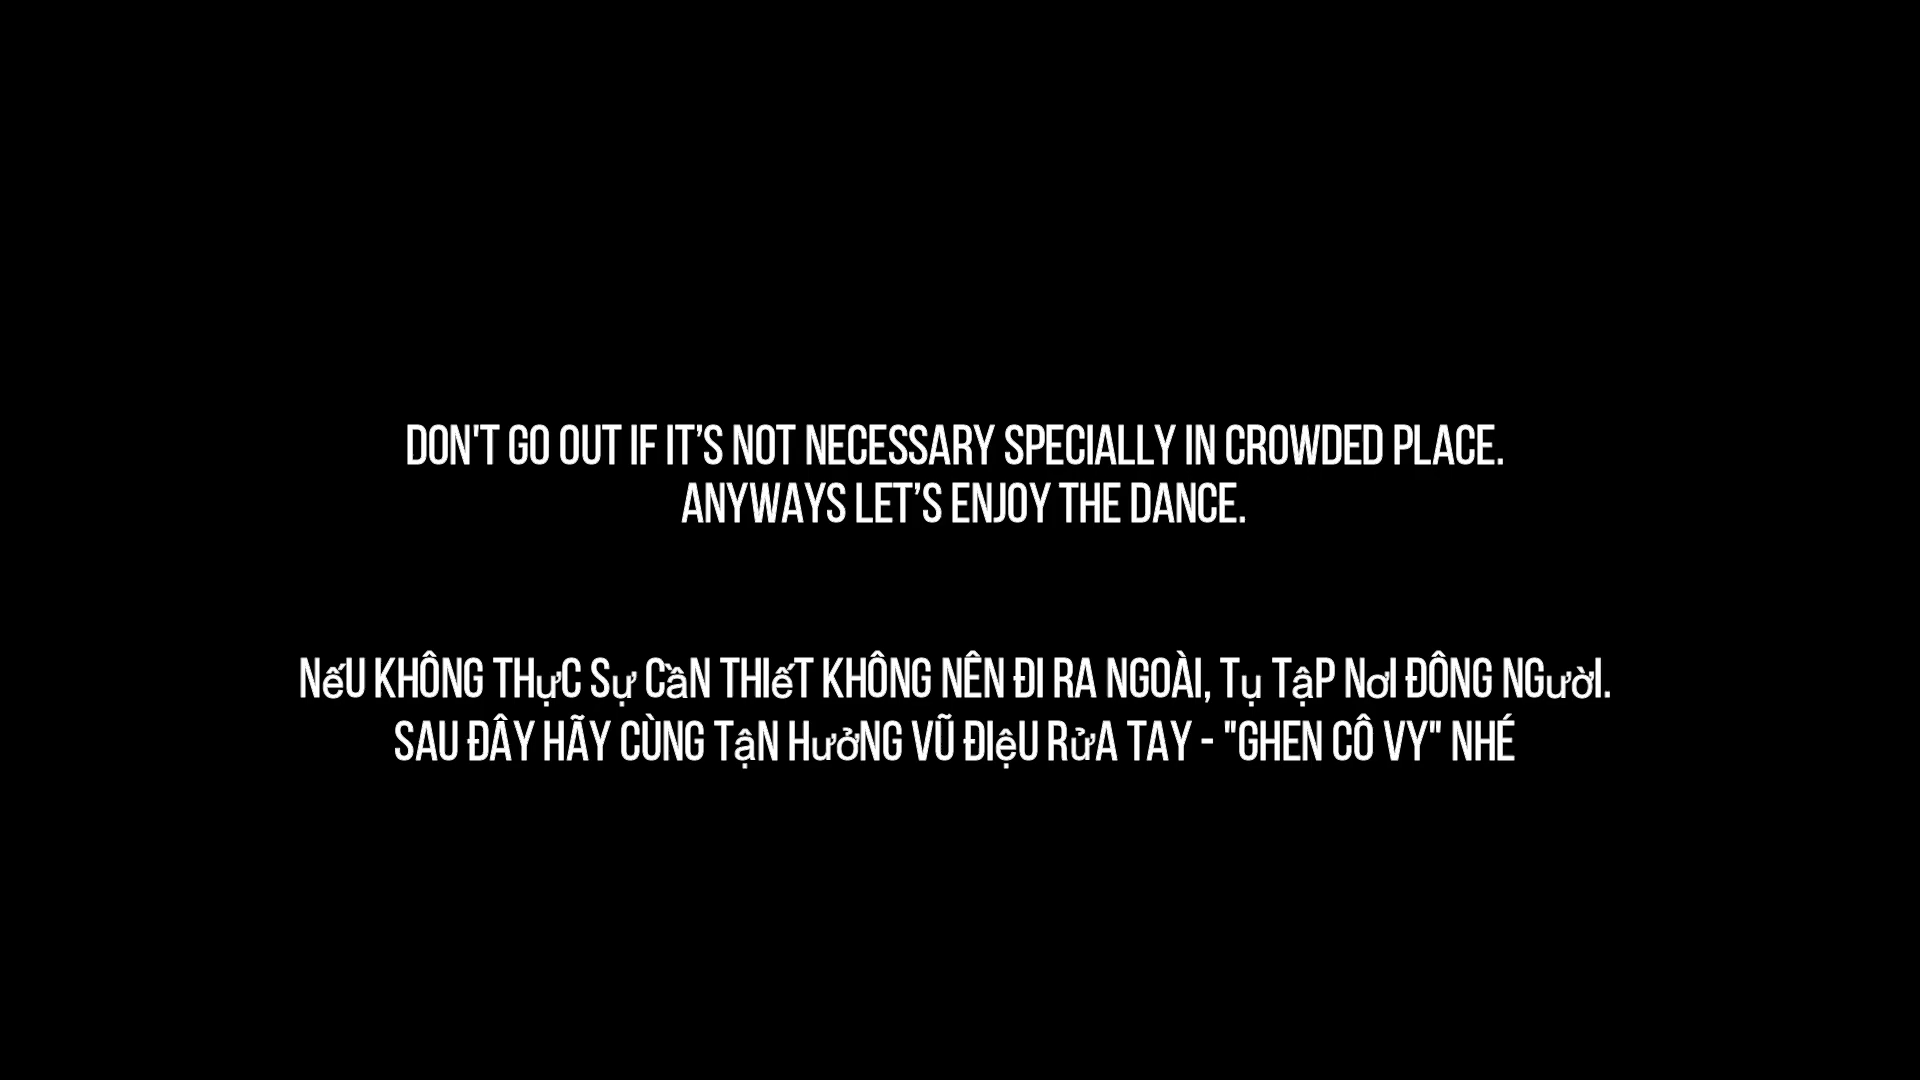 DON'T GO OUT IF IT’S NOT NECESSARY SPECIALLY IN CROWDED PLACE.
ANYWAYS LET’S ENJOY THE DANCE.
NếU KHÔNG THựC Sự CầN THIếT KHÔNG NÊN ĐI RA NGOÀI, Tụ TậP NơI ĐÔNG NGườI.
SAU ĐÂY HÃY CÙNG TậN HưởNG VŨ ĐIệU RửA TAY - "GHEN CÔ VY" NHÉ